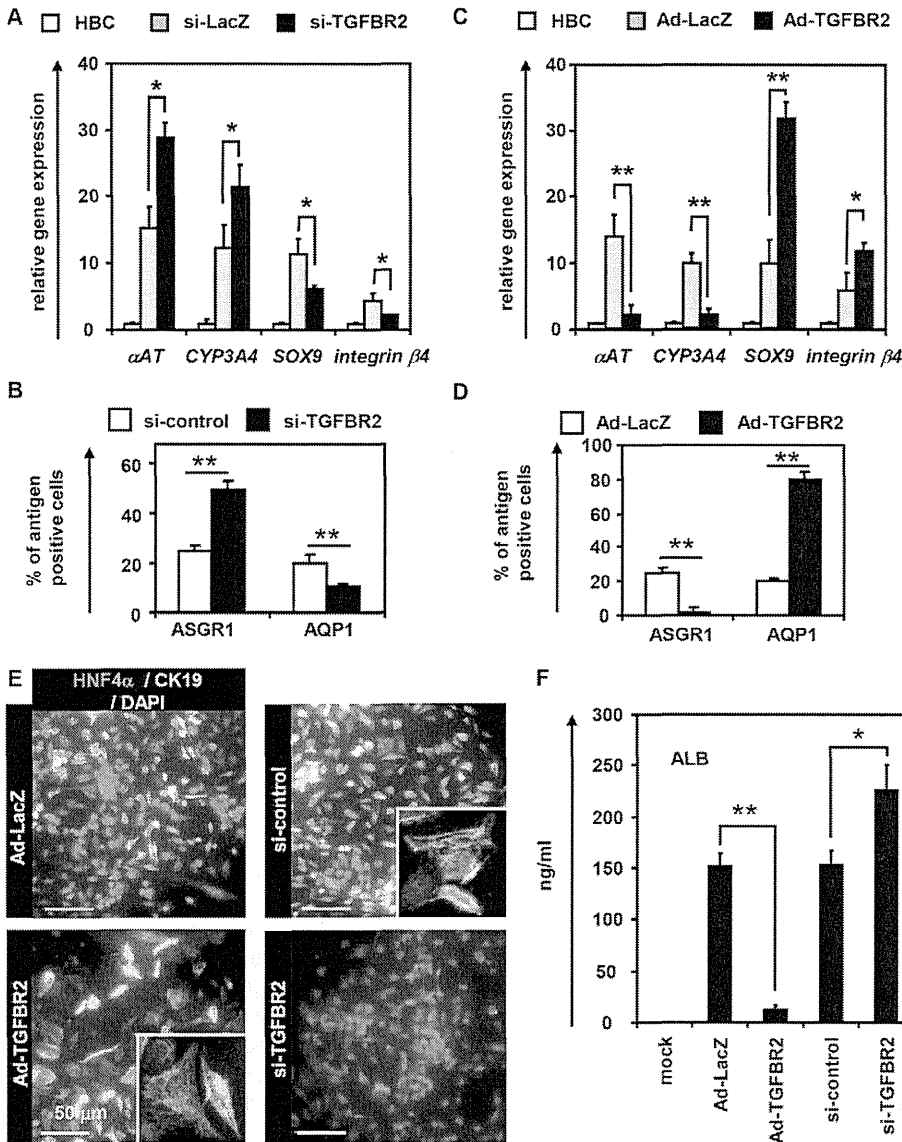 A
HBC si-LacZ si-TGFBR2
relative gene expression
40
30
20
10
0
*
*
*
*
αAT CYP3A4 SOX9 integrin β4
B
si-control si-TGFBR2
% of antigen
positive cells
60
40
20
0
**
**
ASGR1 AQP1
C
HBC Ad-LacZ Ad-TGFBR2
relative gene expression
40
30
20
10
0
**
**
**
*
αAT CYP3A4 SOX9 integrin β4
D
Ad-LacZ Ad-TGFBR2
% of antigen
positive cells
100
80
60
40
20
0
**
**
ASGR1 AQP1
E
HNF4α / CK19
/ DAPI
Ad-LacZ
si-control
Ad-TGFBR2
50 μm
si-TGFBR2
F
ng/ml
300
250
200
150
100
50
0
ALB
**
*
mock
Ad-LacZ
Ad-TGFBR2
si-control
si-TGFBR2